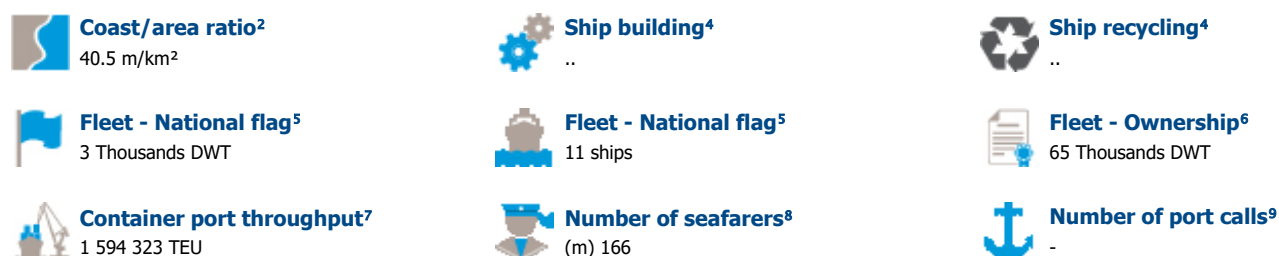 Coast/area ratio²
40.5 m/km²
Ship building⁴
..
Ship recycling⁴
..
Fleet - National flag⁵
3 Thousands DWT
Fleet - National flag⁵
11 ships
Fleet - Ownership⁶
65 Thousands DWT
Container port throughput⁷
1 594 323 TEU
Number of seafarers⁸
(m) 166
Number of port calls⁹
-